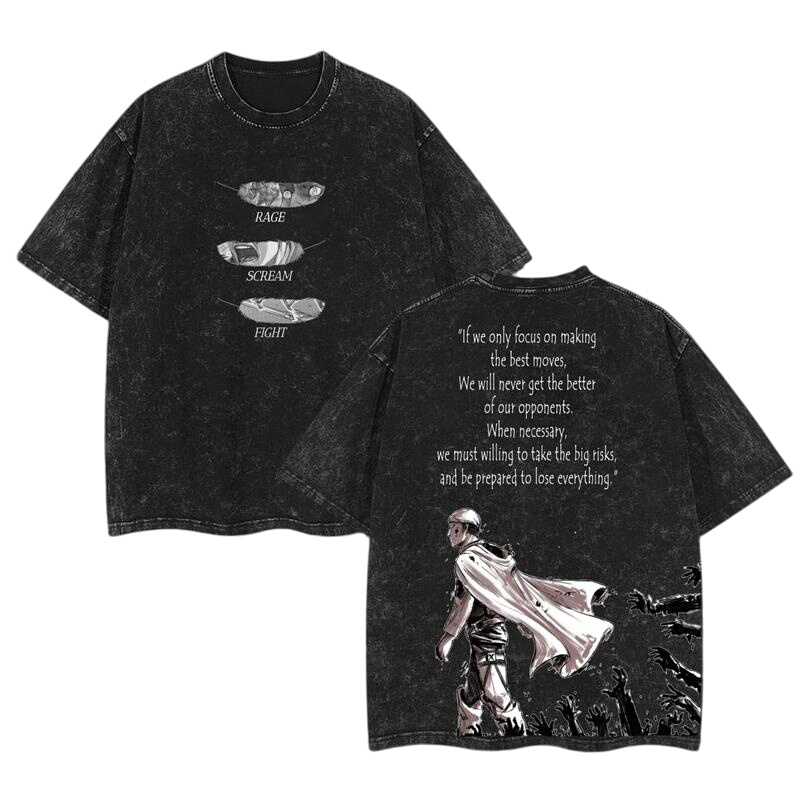 RAGE
SCREAM
FIGHT
"If we only focus on making
the best moves,
We will never get the better
of our opponents.
When necessary,
we must willing to take the big risks,
and be prepared to lose everything."